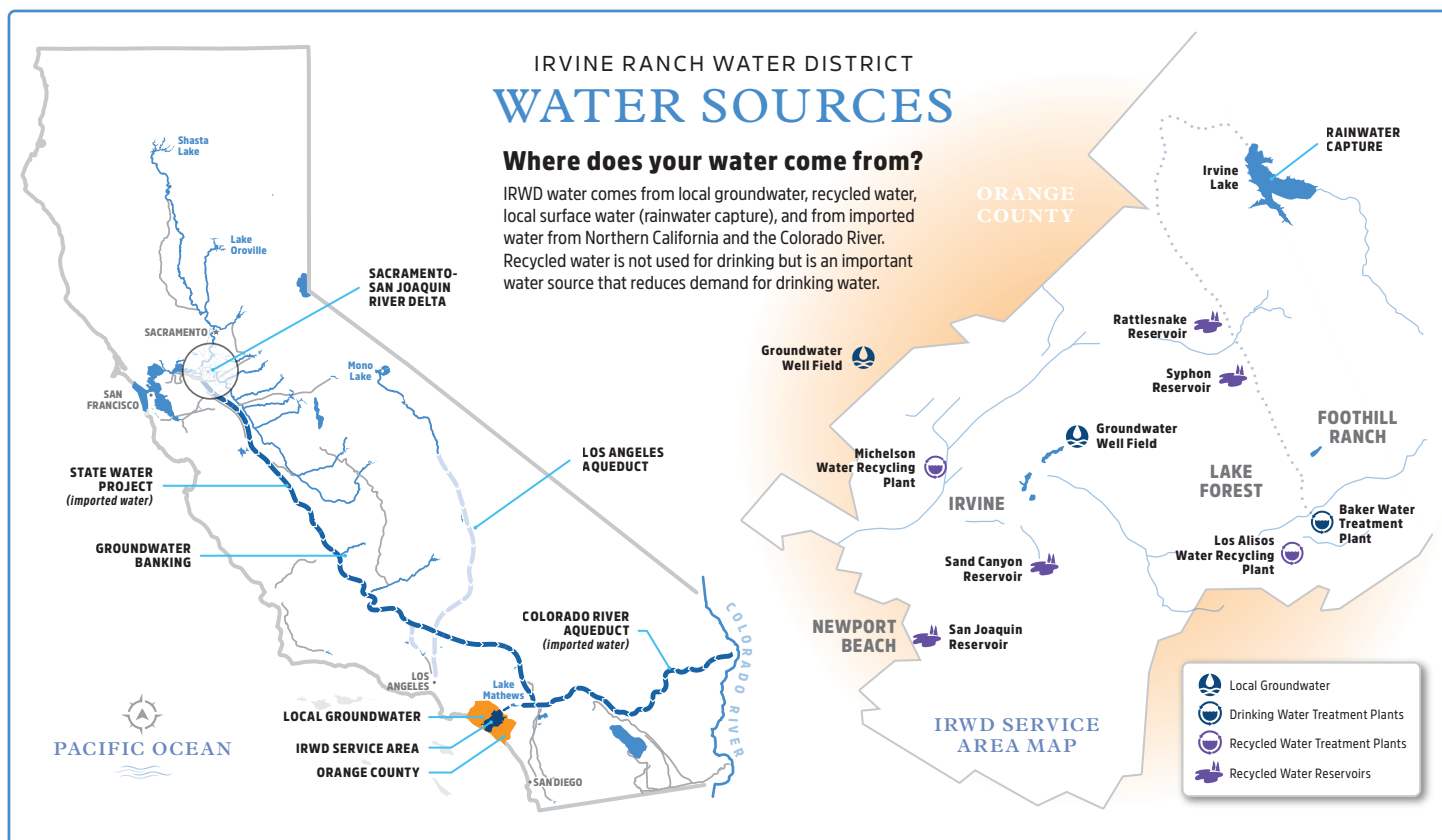 IRVINE RANCH WATER DISTRICT
WATER SOURCES
Where does your water come from?
IRWD water comes from local groundwater, recycled water,
local surface water (rainwater capture), and from imported
water from Northern California and the Colorado River.
Recycled water is not used for drinking but is an important
water source that reduces demand for drinking water.
Shasta
Lake
Lake
Oroville
SACRAMENTO-
SAN JOAQUIN
RIVER DELTA
SACRAMENTO
Mono
Lake
SAN
FRANCISCO
STATE WATER
PROJECT
(imported water)
LOS ANGELES
AQUEDUCT
GROUNDWATER
BANKING
COLORADO RIVER
AQUEDUCT
(imported water)
COLORADO RIVER
LOS
ANGELES
Lake
Mathews
LOCAL GROUNDWATER
IRWD SERVICE AREA
ORANGE COUNTY
SAN DIEGO
PACIFIC OCEAN
ORANGE
COUNTY
RAINWATER
CAPTURE
Irvine
Lake
Rattlesnake
Reservoir
Groundwater
Well Field
Syphon
Reservoir
FOOTHILL
RANCH
Groundwater
Well Field
Michelson
Water Recycling
Plant
LAKE
FOREST
IRVINE
Baker Water
Treatment
Plant
Los Alisos
Water Recycling
Plant
Sand Canyon
Reservoir
NEWPORT
BEACH
San Joaquin
Reservoir
IRWD SERVICE
AREA MAP
Local Groundwater
Drinking Water Treatment Plants
Recycled Water Treatment Plants
Recycled Water Reservoirs